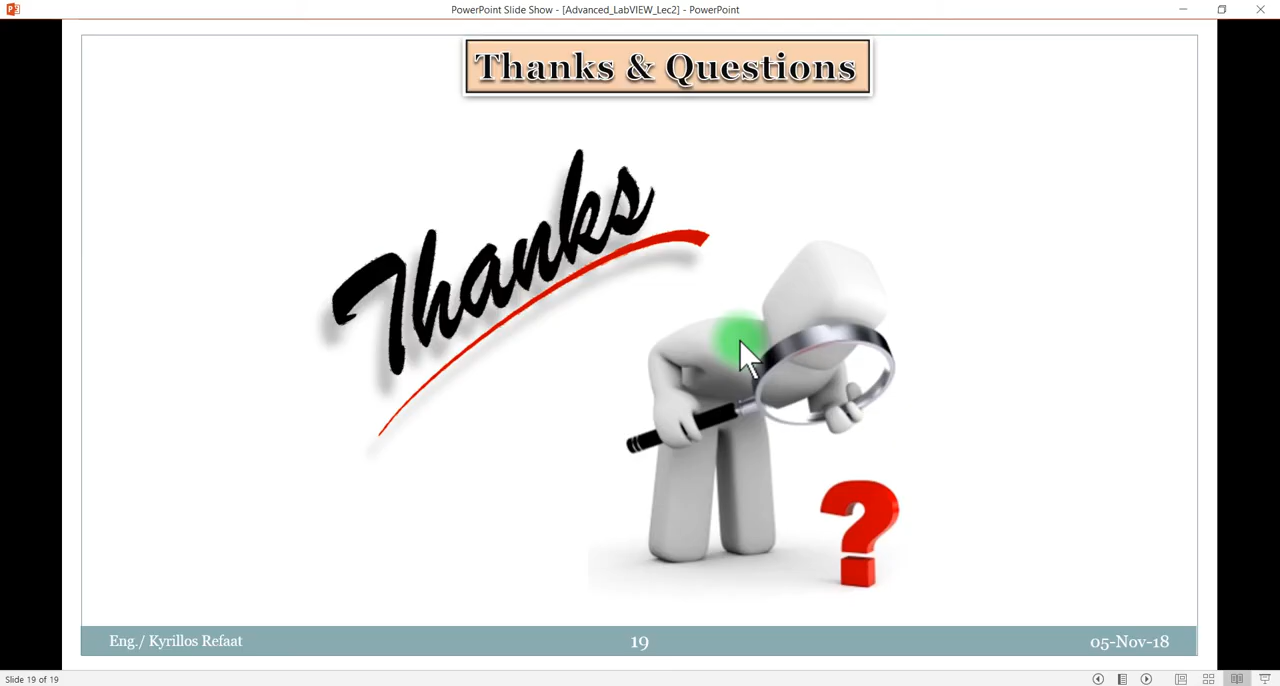 PowerPoint Slide Show - [Advanced_LabVIEW_Lec2] - PowerPoint
Thanks & Questions
Thanks
?
Eng./ Kyrillos Refaat
19
05-Nov-18
Slide 19 of 19